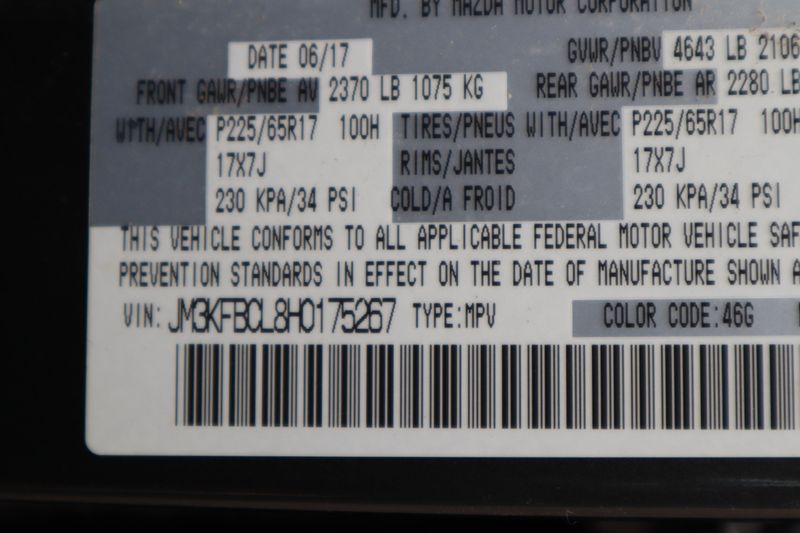 MFD. BY MAZDA MOTOR CORPORATION
DATE 06/17 GVWR/PNBV 4643 LB 2106
FRONT GAWR/PNBE AV 2370 LB 1075 KG REAR GAWR/PNBE AR 2280 LB
WITH/AVEC P225/65R17 100H TIRES/PNEUS WITH/AVEC P225/65R17 100H
17X7J RIMS/JANTES 17X7J
230 KPA/34 PSI COLD/A FROID 230 KPA/34 PSI
THIS VEHICLE CONFORMS TO ALL APPLICABLE FEDERAL MOTOR VEHICLE SAF
PREVENTION STANDARDS IN EFFECT ON THE DATE OF MANUFACTURE SHOWN A
VIN: JM3KFBCL8H0175267 TYPE:MPV COLOR CODE:46G